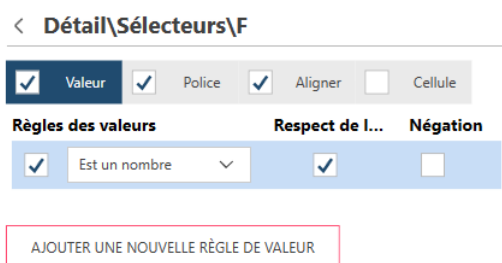 Détail\Sélecteurs\F
Valeur Police Aligner Cellule
Règles des valeurs Respect de l... Négation
Est un nombre
AJOUTER UNE NOUVELLE RÈGLE DE VALEUR